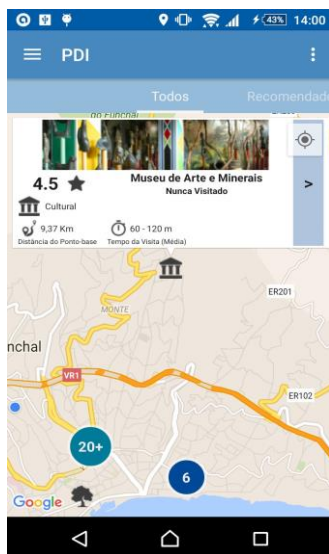 43% 14:00
PDI
Todos Recomendad
do Funchal
Museu de Arte e Minerais
4.5 ★ Nunca Visitado
Cultural
>
9,37 Km 60 - 120 m
Distância do Ponto-base Tempo da Visita (Média)
ER201
MONTE
nchal
VR1
ER102
20+
6
Google